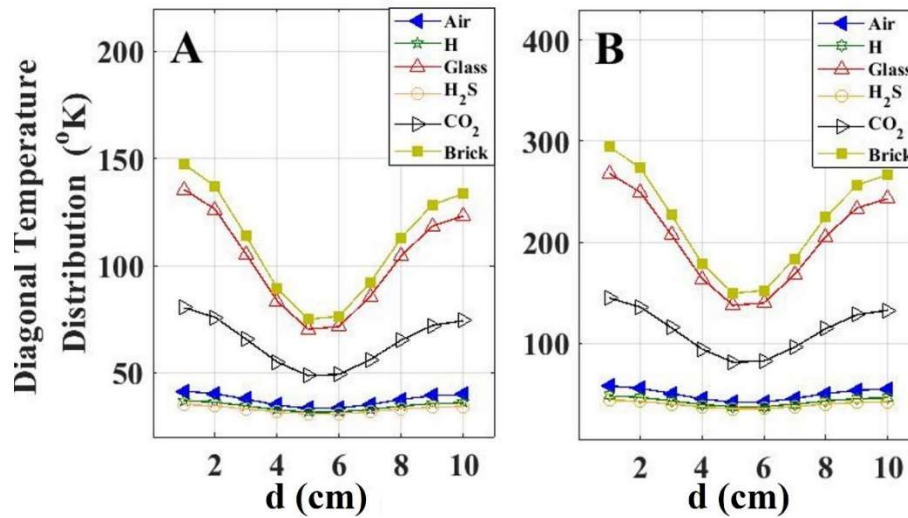 Diagonal Temperature
Distribution (⁰K)
A
200
150
100
50
2 4 6 8 10
d (cm)
Air
H
Glass
H₂S
CO₂
Brick
B
400
300
200
100
2 4 6 8 10
d (cm)
Air
H
Glass
H₂S
CO₂
Brick